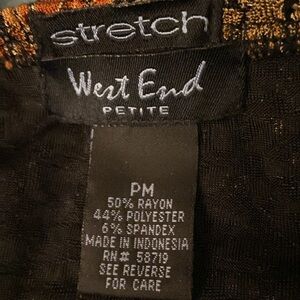 stretch
West End
PETITE
PM
50% RAYON
44% POLYESTER
6% SPANDEX
MADE IN INDONESIA
RN# 58719
SEE REVERSE
FOR CARE